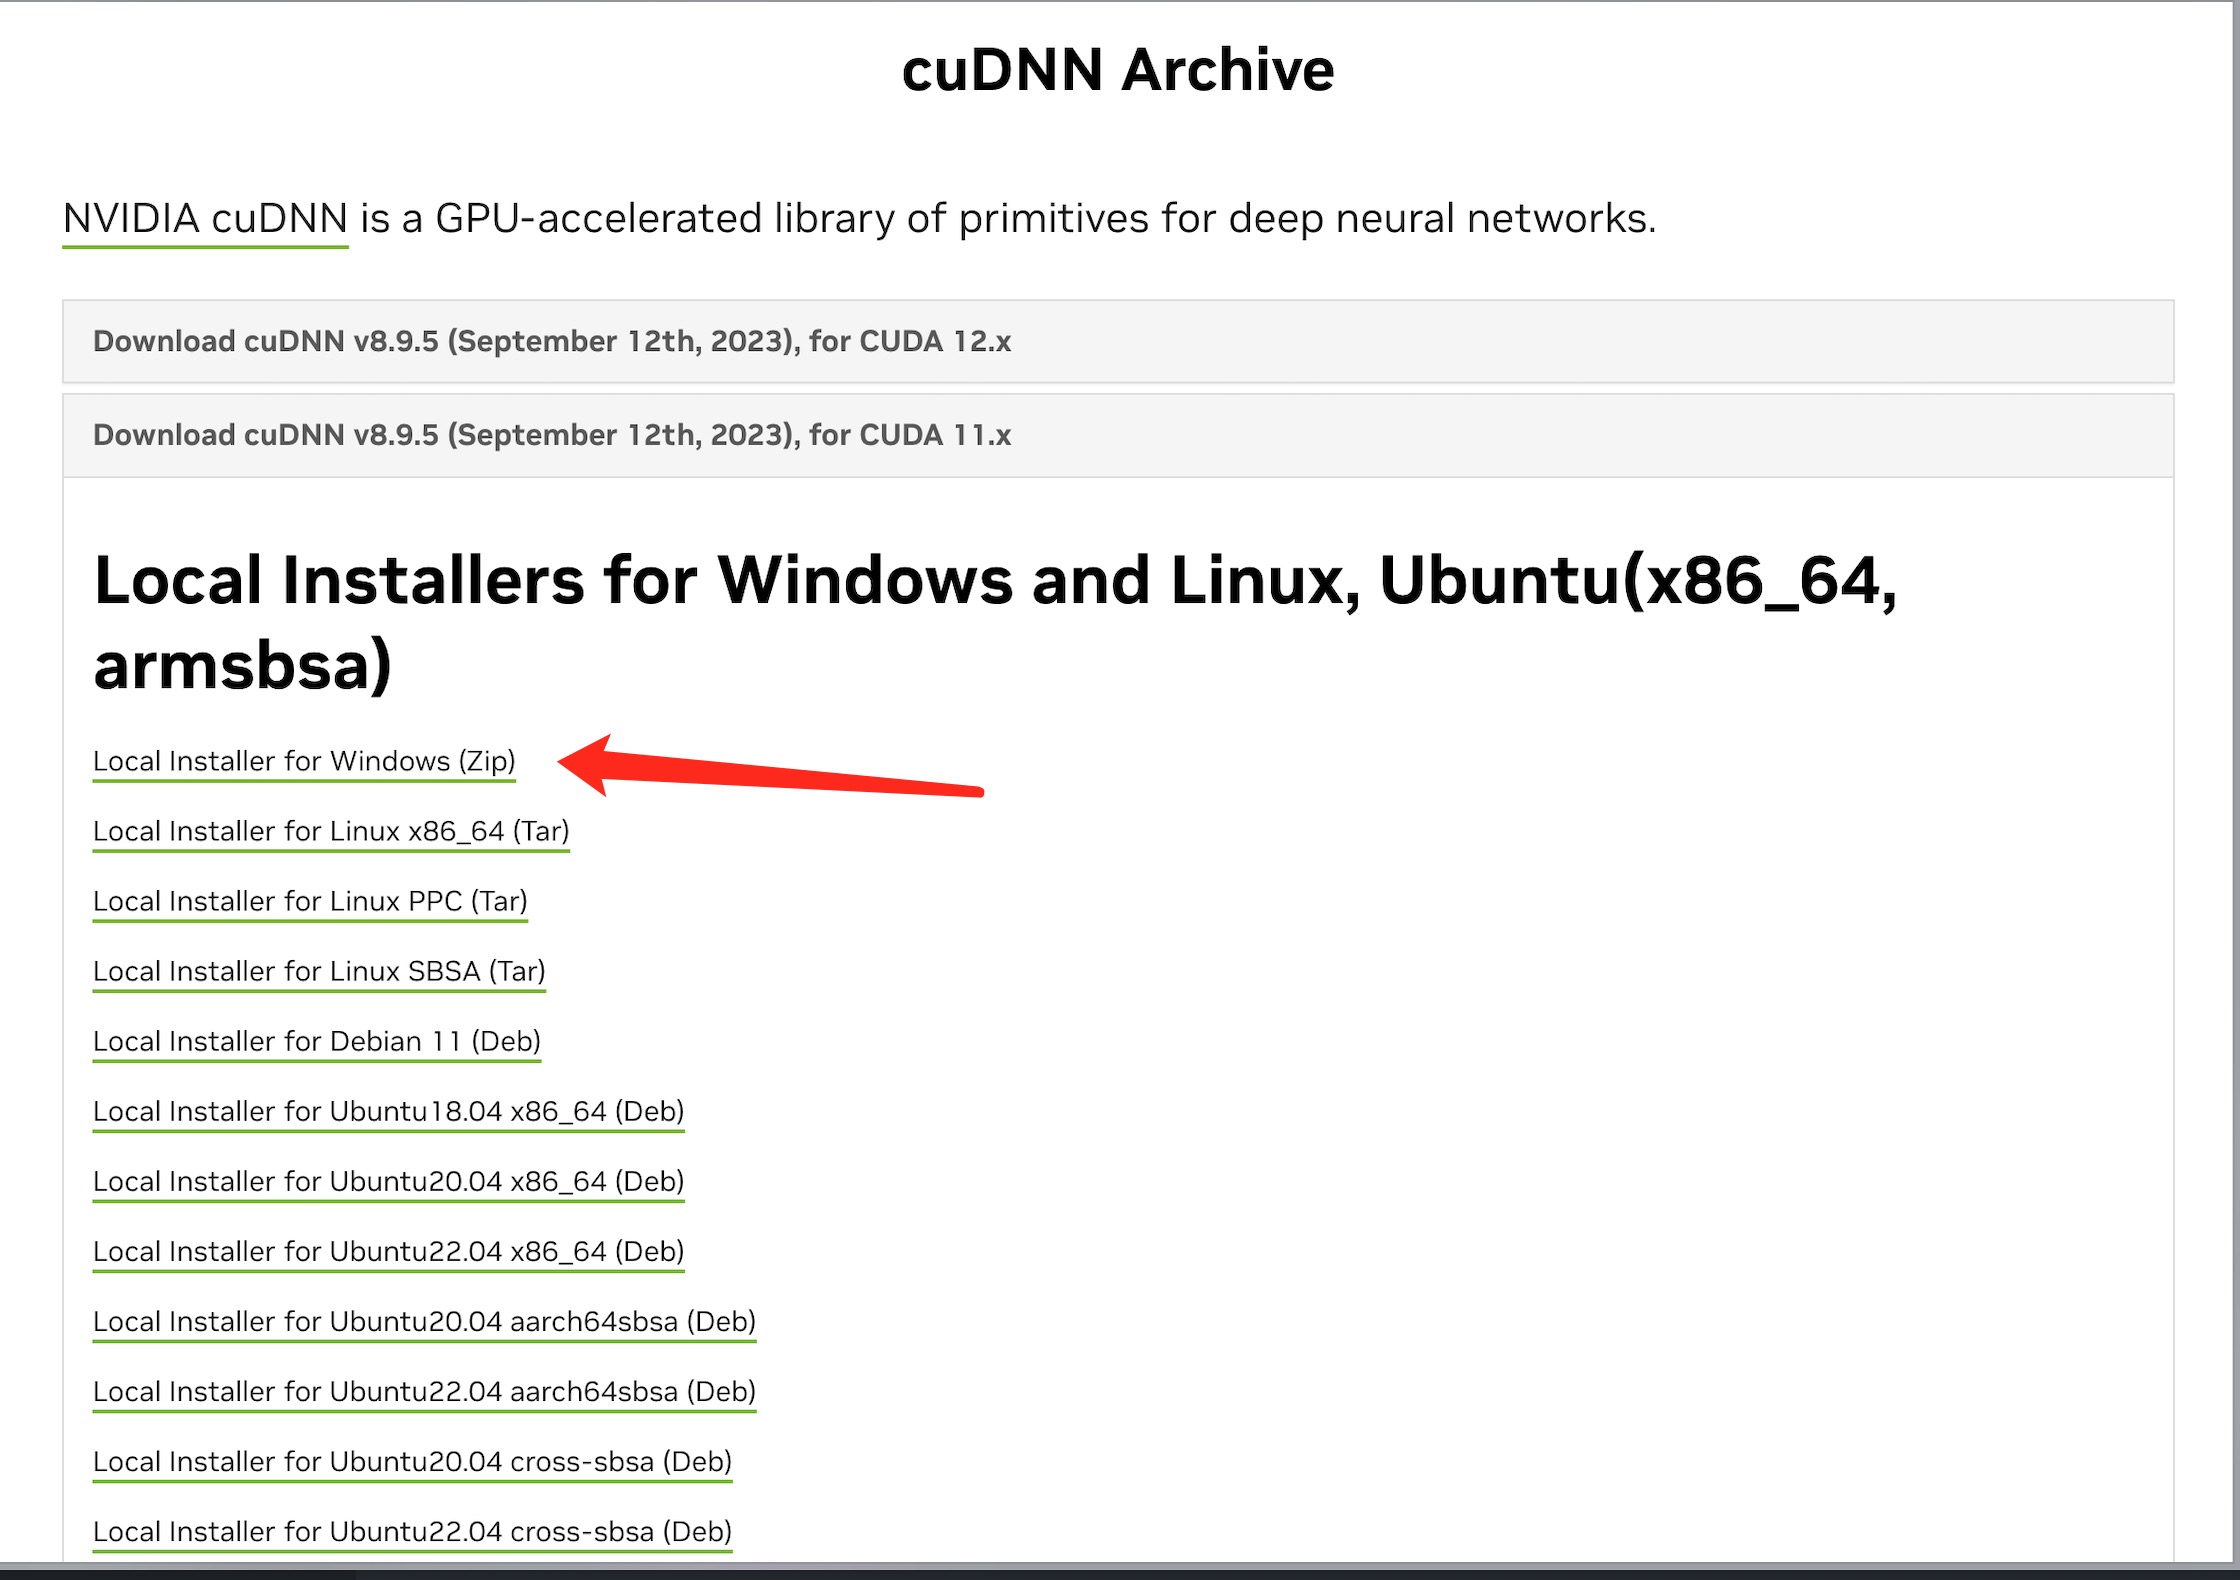 cuDNN Archive
NVIDIA cuDNN is a GPU-accelerated library of primitives for deep neural networks.
Download cuDNN v8.9.5 (September 12th, 2023), for CUDA 12.x
Download cuDNN v8.9.5 (September 12th, 2023), for CUDA 11.x
Local Installers for Windows and Linux, Ubuntu(x86_64,
armsbsa)
Local Installer for Windows (Zip)
Local Installer for Linux x86_64 (Tar)
Local Installer for Linux PPC (Tar)
Local Installer for Linux SBSA (Tar)
Local Installer for Debian 11 (Deb)
Local Installer for Ubuntu18.04 x86_64 (Deb)
Local Installer for Ubuntu20.04 x86_64 (Deb)
Local Installer for Ubuntu22.04 x86_64 (Deb)
Local Installer for Ubuntu20.04 aarch64sbsa (Deb)
Local Installer for Ubuntu22.04 aarch64sbsa (Deb)
Local Installer for Ubuntu20.04 cross-sbsa (Deb)
Local Installer for Ubuntu22.04 cross-sbsa (Deb)